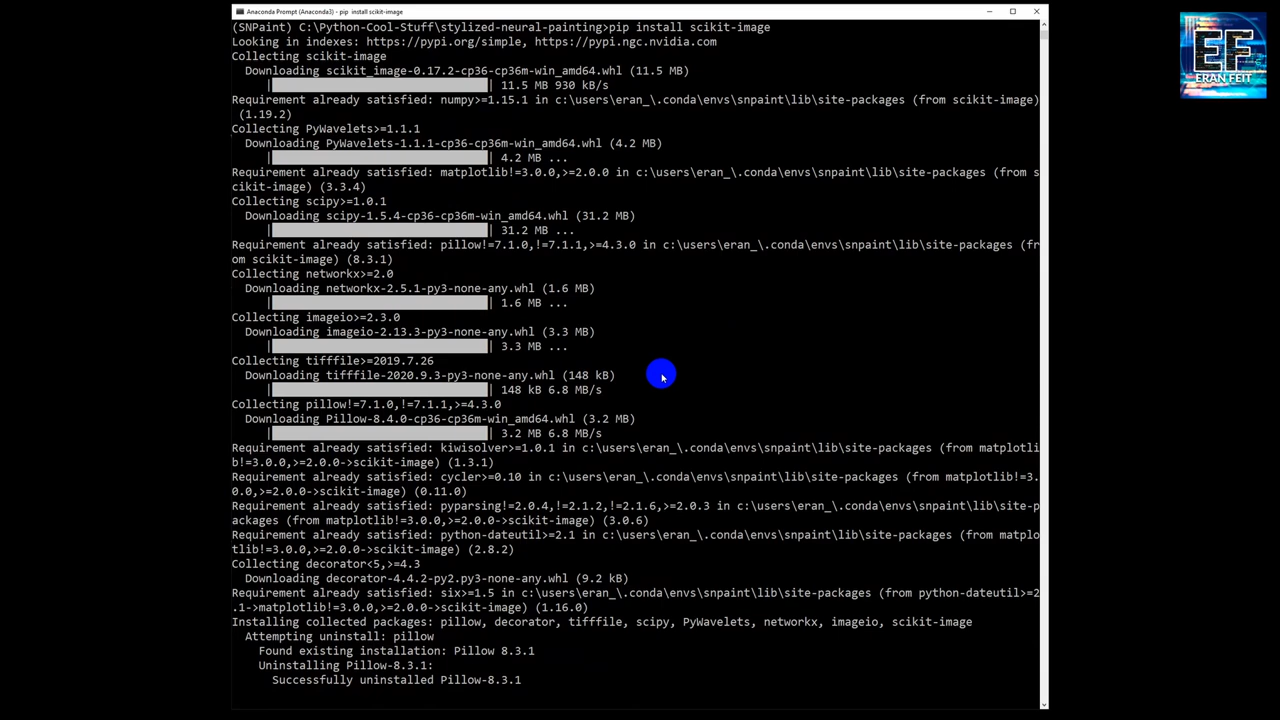 Anaconda Prompt (Anaconda3) - pip install scikit-image
(SNPaint) C:\Python-Cool-Stuff\stylized-neural-painting>pip install scikit-image
Looking in indexes: https://pypi.org/simple, https://pypi.ngc.nvidia.com
Collecting scikit-image
Downloading scikit_image-0.17.2-cp36-cp36m-win_amd64.whl (11.5 MB)
| | 11.5 MB 930 kB/s
Requirement already satisfied: numpy>=1.15.1 in c:\users\eran_\.conda\envs\snpaint\lib\site-packages (from scikit-image)
(1.19.2)
Collecting PyWavelets>=1.1.1
Downloading PyWavelets-1.1.1-cp36-cp36m-win_amd64.whl (4.2 MB)
| | 4.2 MB ...
Requirement already satisfied: matplotlib!=3.0.0,>=2.0.0 in c:\users\eran_\.conda\envs\snpaint\lib\site-packages (from s
cikit-image) (3.3.4)
Collecting scipy>=1.0.1
Downloading scipy-1.5.4-cp36-cp36m-win_amd64.whl (31.2 MB)
| | 31.2 MB ...
Requirement already satisfied: pillow!=7.1.0,!=7.1.1,>=4.3.0 in c:\users\eran_\.conda\envs\snpaint\lib\site-packages (fr
om scikit-image) (8.3.1)
Collecting networkx>=2.0
Downloading networkx-2.5.1-py3-none-any.whl (1.6 MB)
| | 1.6 MB ...
Collecting imageio>=2.3.0
Downloading imageio-2.13.3-py3-none-any.whl (3.3 MB)
| | 3.3 MB ...
Collecting tifffile>=2019.7.26
Downloading tifffile-2020.9.3-py3-none-any.whl (148 kB)
| | 148 kB 6.8 MB/s
Collecting pillow!=7.1.0,!=7.1.1,>=4.3.0
Downloading Pillow-8.4.0-cp36-cp36m-win_amd64.whl (3.2 MB)
| | 3.2 MB 6.8 MB/s
Requirement already satisfied: kiwisolver>=1.0.1 in c:\users\eran_\.conda\envs\snpaint\lib\site-packages (from matplotli
b!=3.0.0,>=2.0.0->scikit-image) (1.3.1)
Requirement already satisfied: cycler>=0.10 in c:\users\eran_\.conda\envs\snpaint\lib\site-packages (from matplotlib!=3.
0.0,>=2.0.0->scikit-image) (0.11.0)
Requirement already satisfied: pyparsing!=2.0.4,!=2.1.2,!=2.1.6,>=2.0.3 in c:\users\eran_\.conda\envs\snpaint\lib\site-p
ackages (from matplotlib!=3.0.0,>=2.0.0->scikit-image) (3.0.6)
Requirement already satisfied: python-dateutil>=2.1 in c:\users\eran_\.conda\envs\snpaint\lib\site-packages (from matplo
tlib!=3.0.0,>=2.0.0->scikit-image) (2.8.2)
Collecting decorator<5,>=4.3
Downloading decorator-4.4.2-py2.py3-none-any.whl (9.2 kB)
Requirement already satisfied: six>=1.5 in c:\users\eran_\.conda\envs\snpaint\lib\site-packages (from python-dateutil>=2
.1->matplotlib!=3.0.0,>=2.0.0->scikit-image) (1.16.0)
Installing collected packages: pillow, decorator, tifffile, scipy, PyWavelets, networkx, imageio, scikit-image
Attempting uninstall: pillow
Found existing installation: Pillow 8.3.1
Uninstalling Pillow-8.3.1:
Successfully uninstalled Pillow-8.3.1
EF
ERAN FEIT